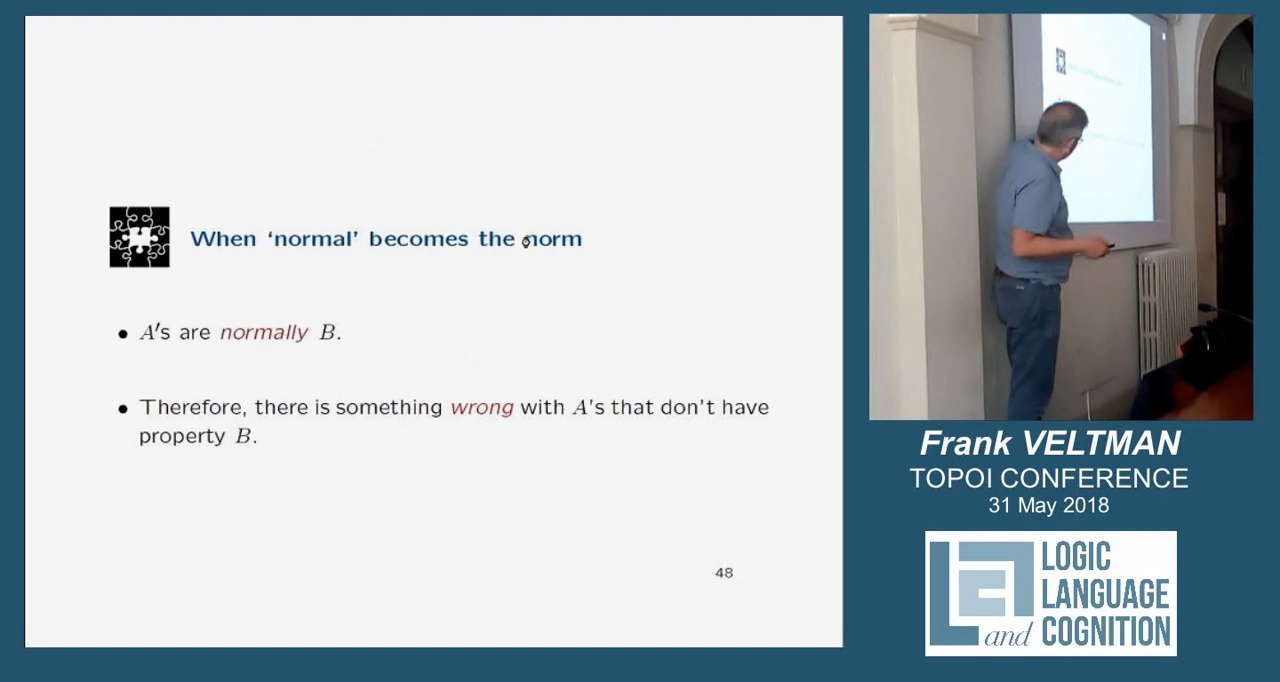 When ‘normal’ becomes the norm
• A's are normally B.
• Therefore, there is something wrong with A's that don't have
property B.
48
Frank VELTMAN
TOPOI CONFERENCE
31 May 2018
LOGIC
LANGUAGE
and COGNITION